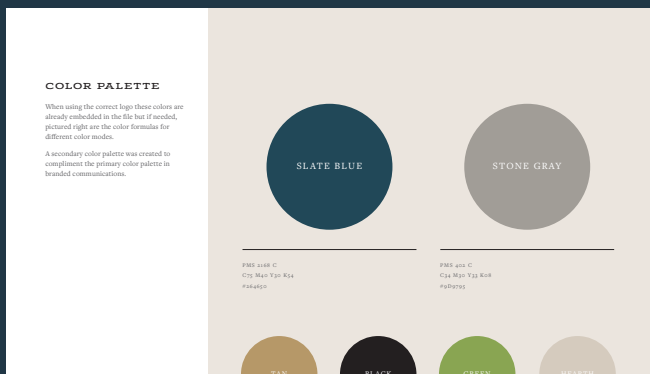 COLOR PALETTE
When using the correct logo these colors are
already embedded in the file but if needed,
pictured right are the color formulas for
different color modes.
A secondary color palette was created to
compliment the primary color palette in
branded communications.
SLATE BLUE
STONE GRAY
PMS 2168 C
C75 M40 Y30 K54
#264650
PMS 402 C
C34 M30 Y33 K08
#9D9795
TAN
BLACK
GREEN
HEARTH